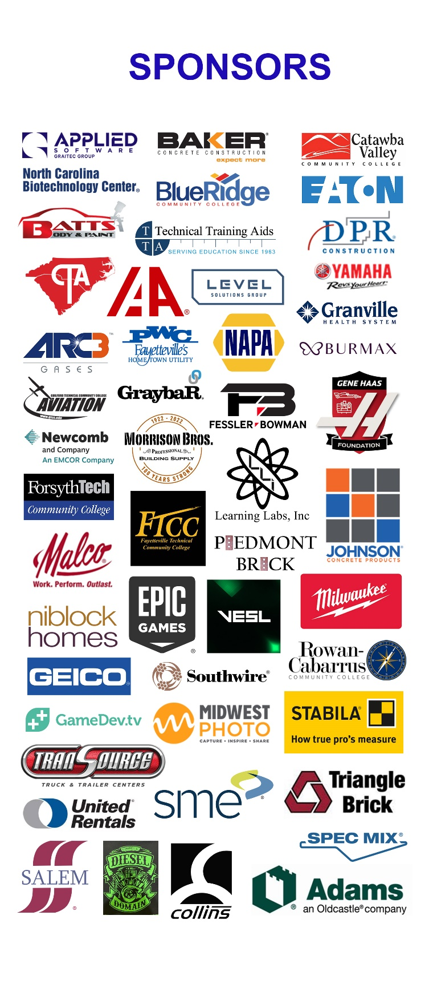 SPONSORS
APPLIED
SOFTWARE
GRAITEC GROUP
BAKER®
CONCRETE CONSTRUCTION
expect more
Catawba
Valley
COMMUNITY COLLEGE
North Carolina
Biotechnology Center®
BlueRidge
COMMUNITY COLLEGE
EATON
BATTS
BODY & PAINT
T
T A
Technical Training Aids
SERVING EDUCATION SINCE 1963
DPR®
CONSTRUCTION
CTA
AA®
LEVEL
SOLUTIONS GROUP
YAMAHA
Revs Your Heart
Granville
HEALTH SYSTEM
ARC3™
GASES
PWC
Fayetteville's
HOMETOWN UTILITY
NAPA
BURMAX
GUILFORD TECHNICAL COMMUNITY COLLEGE
AVIATION
www.gtcc.edu
GraybaR®
FB
FESSLER BOWMAN
GENE HAAS
H
FOUNDATION
Newcomb
and Company
An EMCOR Company
1922 - 2022
MORRISON BROS.
PROFESSIONAL
BUILDING SUPPLY
100 YEARS STRONG
LLI
Learning Labs, Inc
ForsythTech
Community College
FTCC
Fayetteville Technical
Community College
PIEDMONT
BRICK
JOHNSON®
CONCRETE PRODUCTS
Malco®
Work. Perform. Outlast.
EPIC
GAMES
®
VESL
Milwaukee®
niblock
homes
Rowan-
Cabarrus
COMMUNITY COLLEGE
GEICO®
Southwire®
GameDev.tv
MIDWEST
PHOTO
CAPTURE • INSPIRE • SHARE
STABILA®
How true pro's measure
TRANSOURCE
TRUCK & TRAILER CENTERS
sme®
Triangle
Brick
United
Rentals®
SPEC MIX®
SALEM
®
DIESEL
DOMAIN
collins
Adams
®
an Oldcastle® company